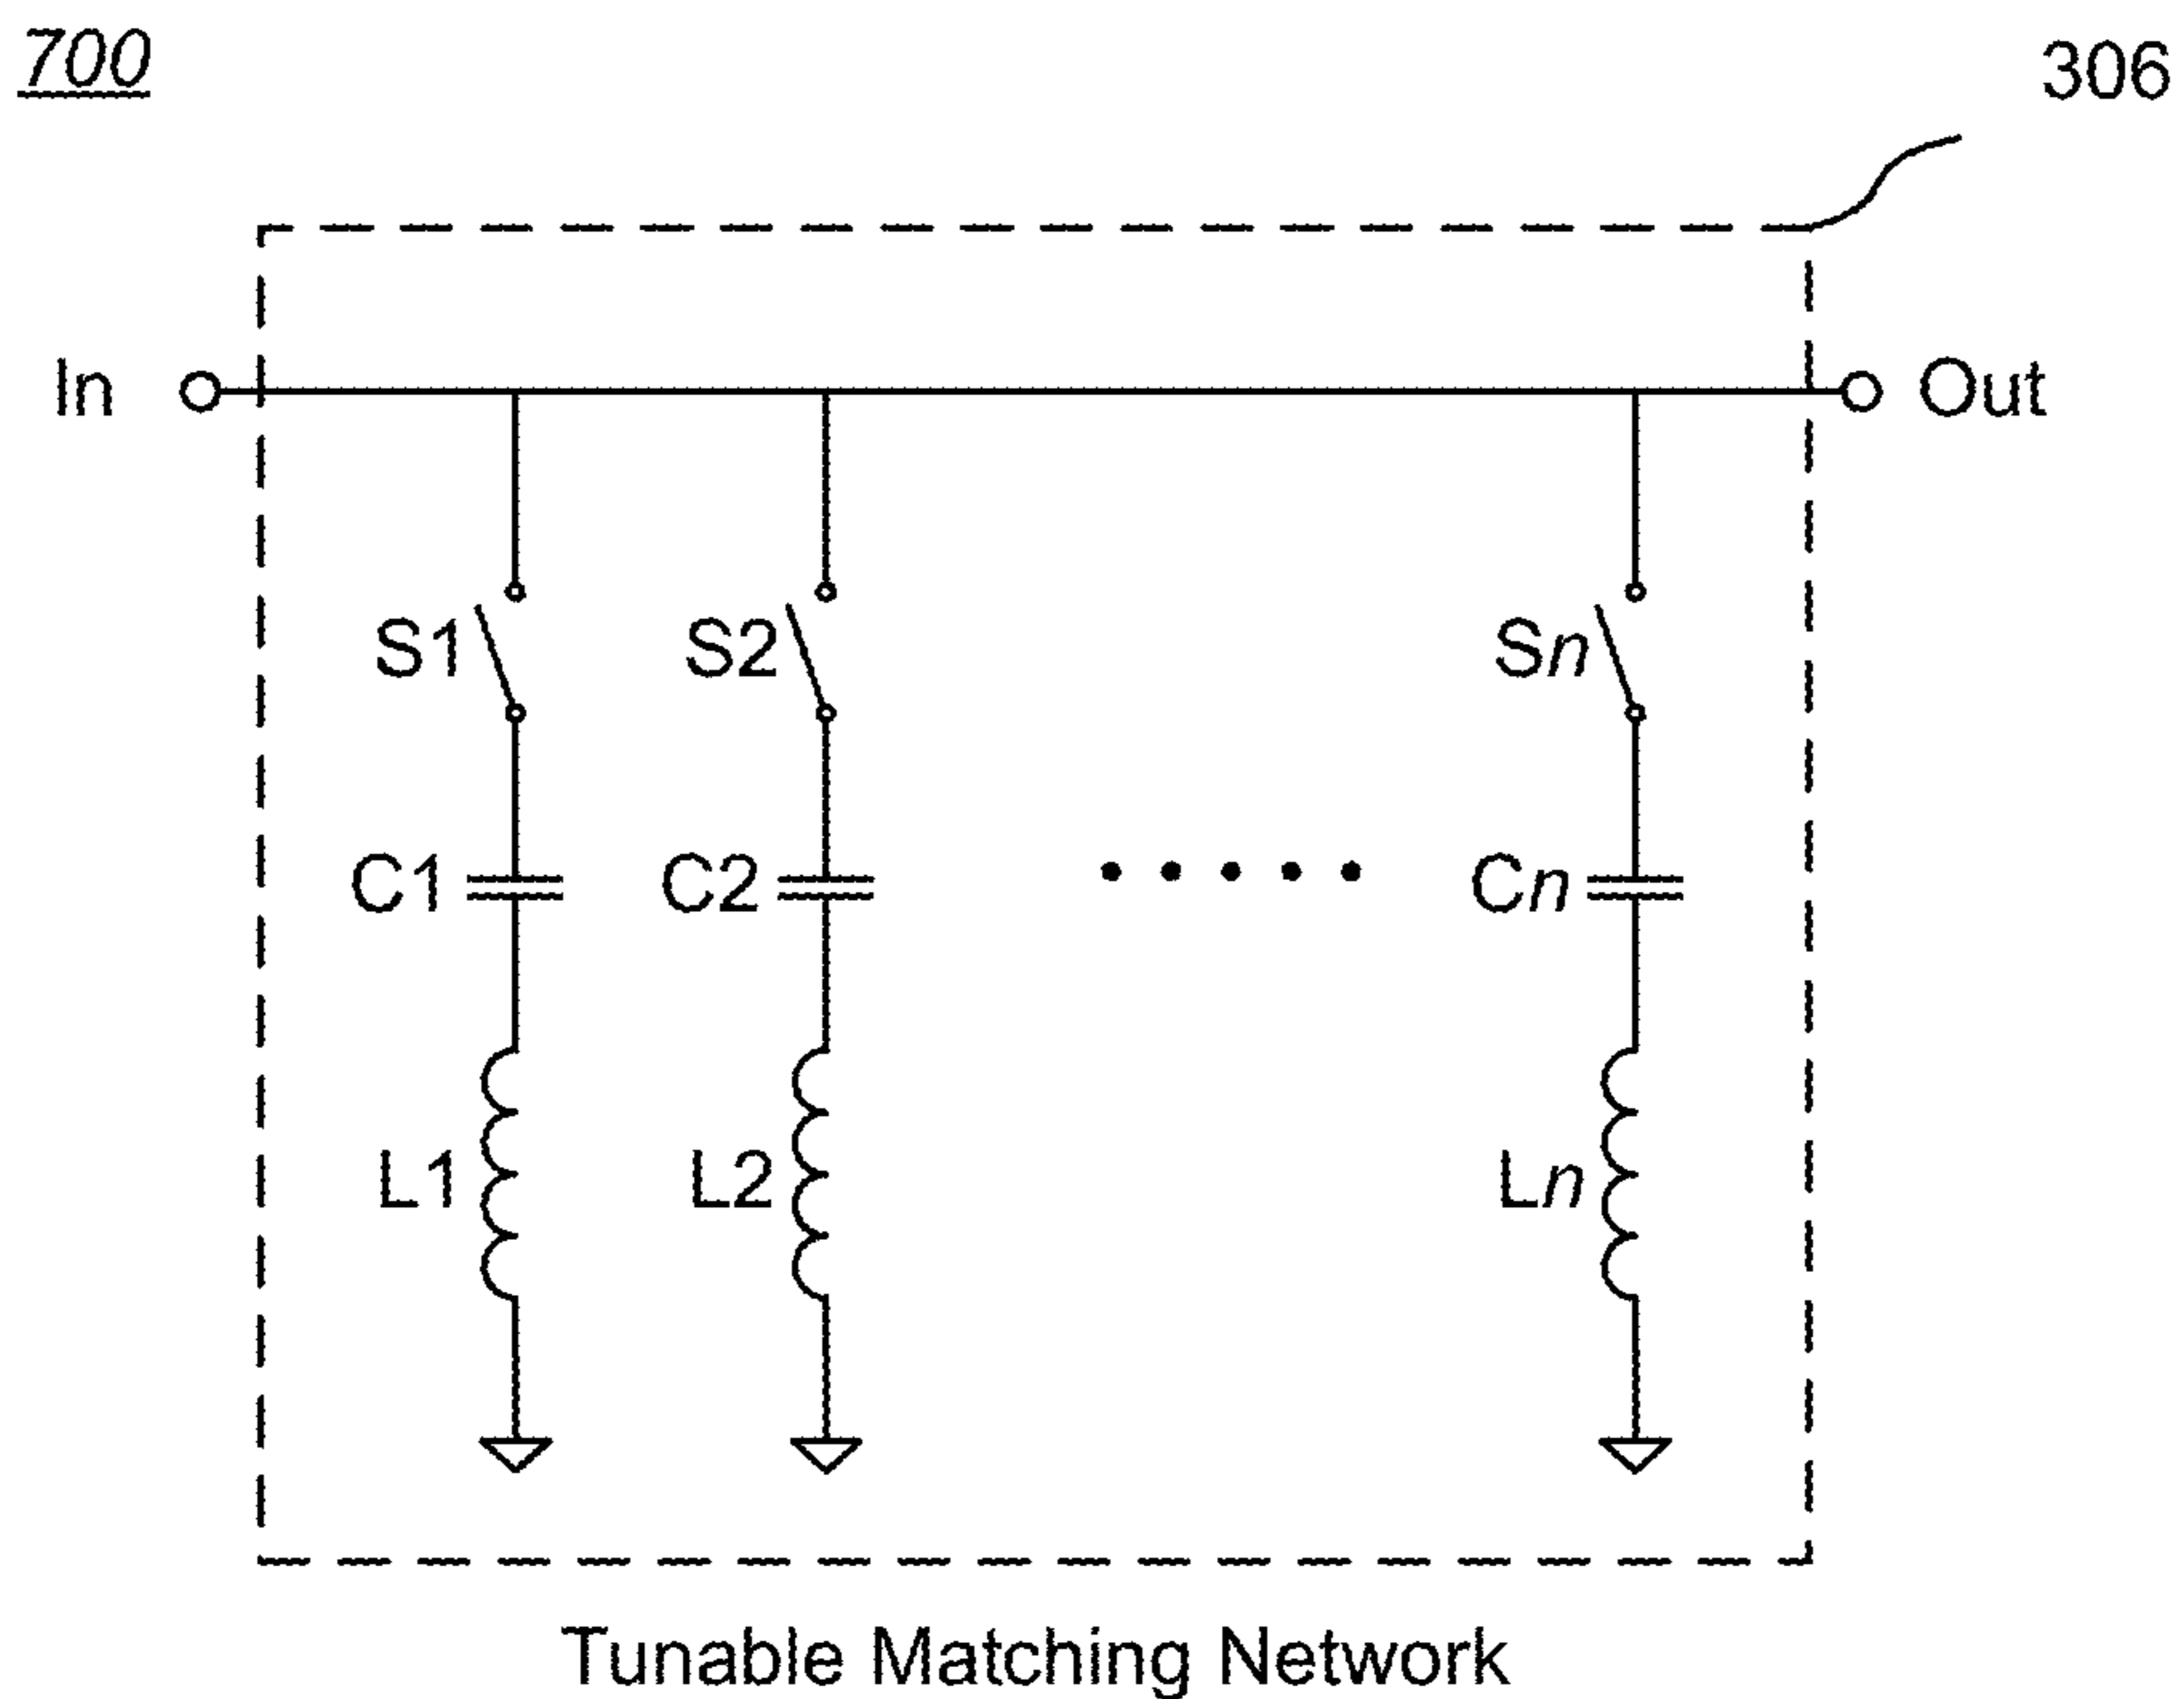 700
306
In
Out
S1
S2
Sn
C1
C2
Cn
L1
L2
Ln
Tunable Matching Network